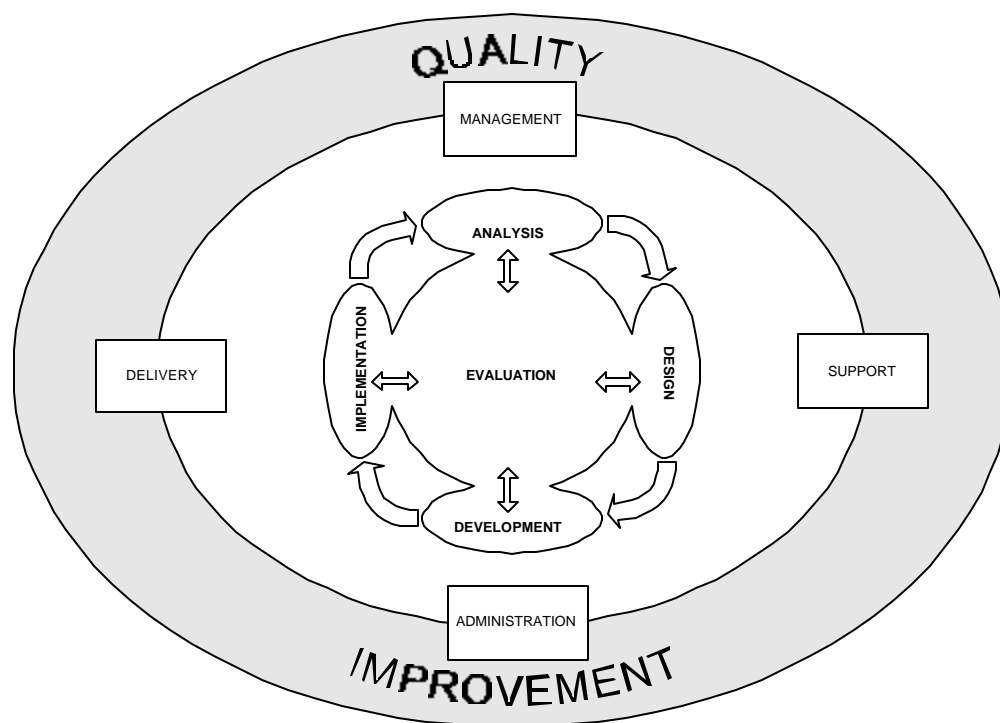 QUALITY
MANAGEMENT
ANALYSIS
IMPLEMENTATION
EVALUATION
DESIGN
DELIVERY
SUPPORT
DEVELOPMENT
ADMINISTRATION
IMPROVEMENT